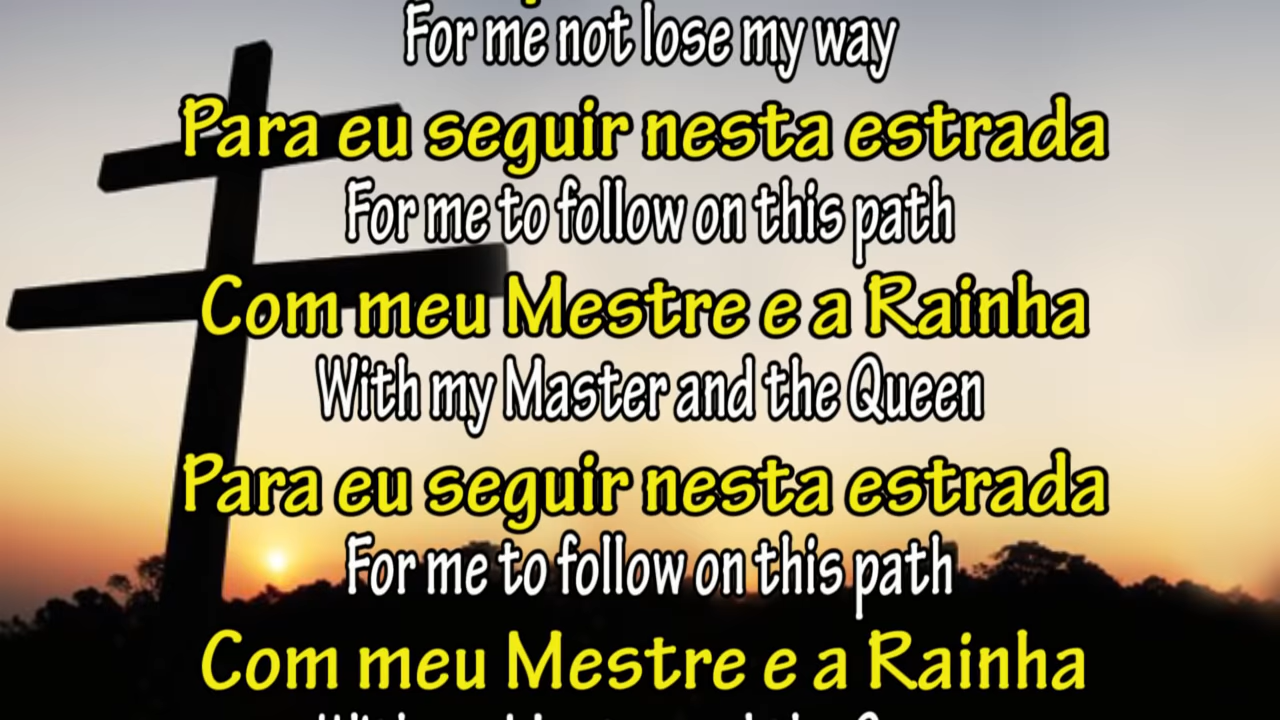 For me not lose my way
Para eu seguir nesta estrada
For me to follow on this path
Com meu Mestre e a Rainha
With my Master and the Queen
Para eu seguir nesta estrada
For me to follow on this path
Com meu Mestre e a Rainha